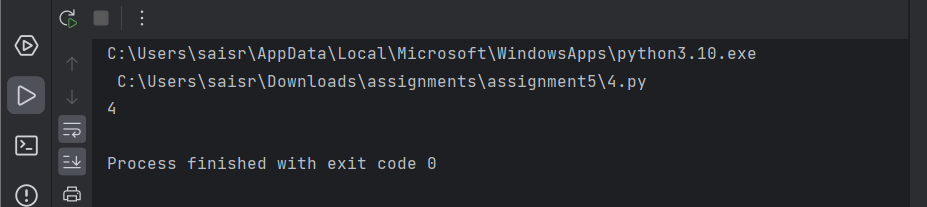 C:\Users\saisr\AppData\Local\Microsoft\WindowsApps\python3.10.exe
C:\Users\saisr\Downloads\assignments\assignment5\4.py
4
Process finished with exit code 0